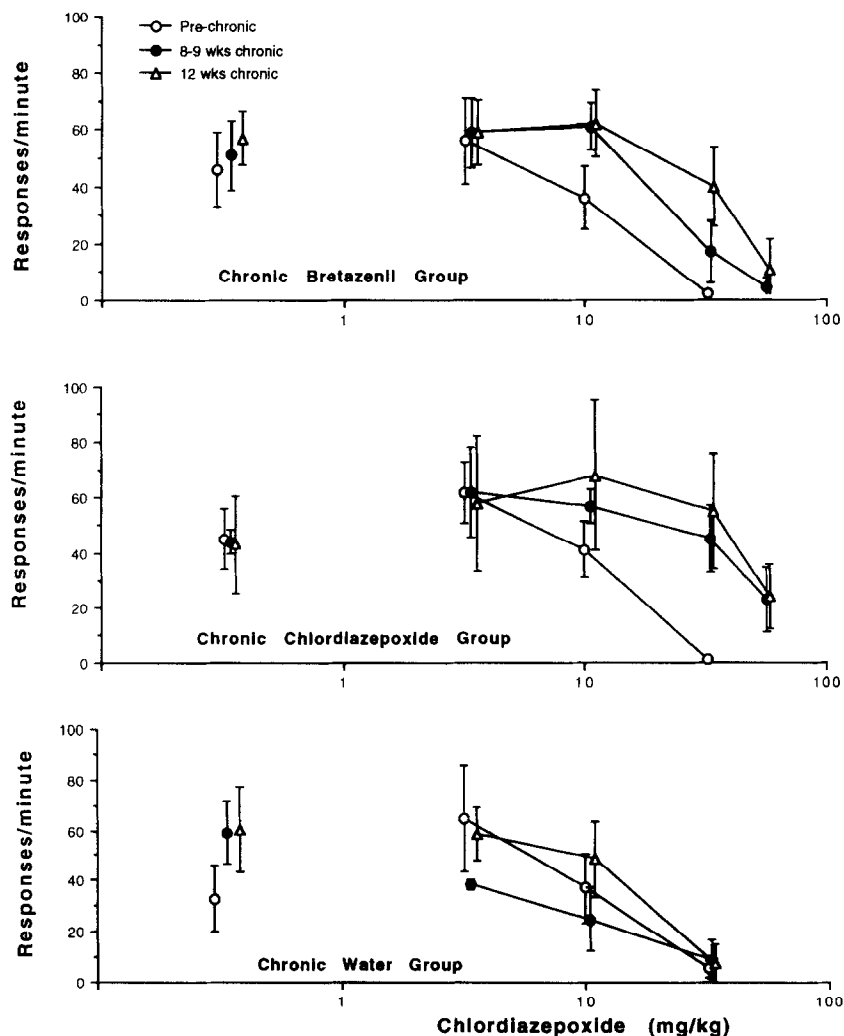 100
80
60
40
20
0
Responses/minute
Pre-chronic
8-9 wks chronic
12 wks chronic
Chronic Bretazenil Group
1
10
100
100
80
60
40
20
0
Responses/minute
Chronic Chlordiazepoxide Group
1
10
100
100
80
60
40
20
0
Responses/minute
Chronic Water Group
1
10
100
Chlordiazepoxide (mg/kg)